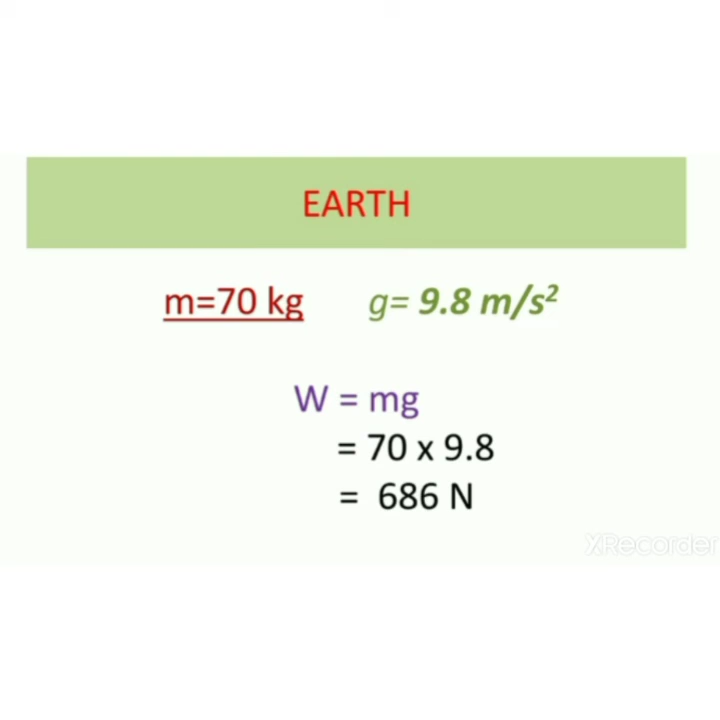 EARTH
m=70 kg g= 9.8 m/s²
W = mg
= 70 x 9.8
= 686 N
XRecorder